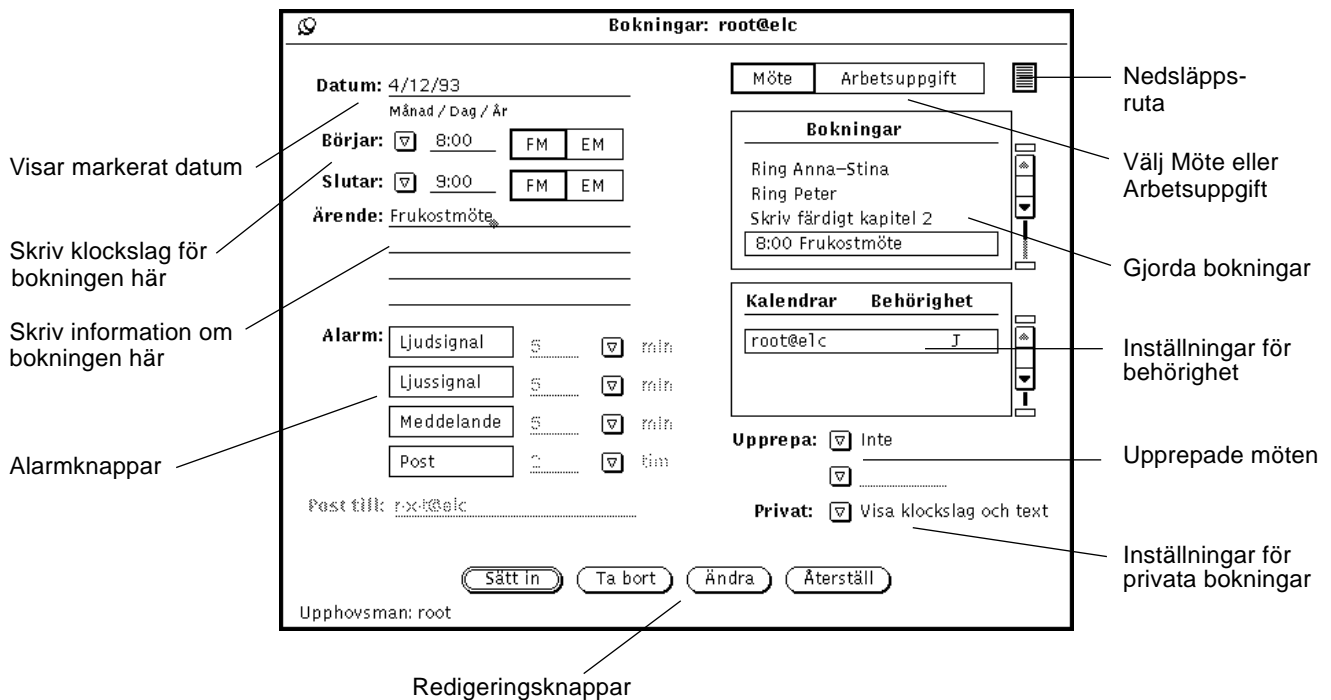 Bokningar: root@elc
Datum: 4/12/93
Månad / Dag / År
Börjar: 8:00 FM EM
Slutar: 9:00 FM EM
Ärende: Frukostmöte
Alarm: Ljudsignal 5 min
Ljussignal 5 min
Meddelande 5 min
Post 2 tim
Post till:
Möte Arbetsuppgift
Bokningar
Ring Anna–Stina
Ring Peter
Skriv färdigt kapitel 2
8:00 Frukostmöte
Kalendrar Behörighet
root@elc J
Upprepa: Inte
Privat: Visa klockslag och text
Sätt in Ta bort Ändra Återställ
Upphovsman: root
Visar markerat datum
Skriv klockslag för
bokningen här
Skriv information om
bokningen här
Alarmknappar
Nedsläpps-
ruta
Välj Möte eller
Arbetsuppgift
Gjorda bokningar
Inställningar för
behörighet
Upprepade möten
Inställningar för
privata bokningar
Redigeringsknappar